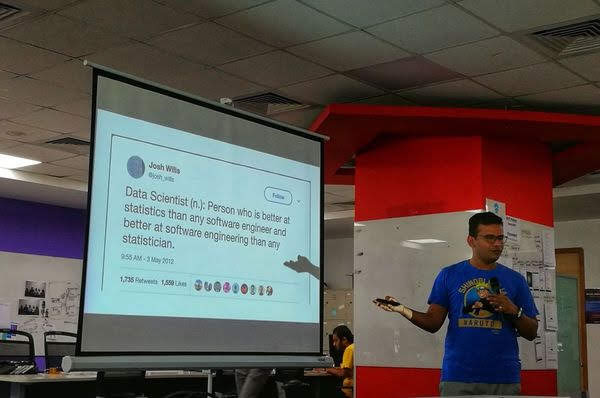 Josh Wills
@josh_wills
Follow
Data Scientist (n.): Person who is better at
statistics than any software engineer and
better at software engineering than any
statistician.
9:55 AM - 3 May 2012
1,735 Retweets 1,559 Likes
NARUTO